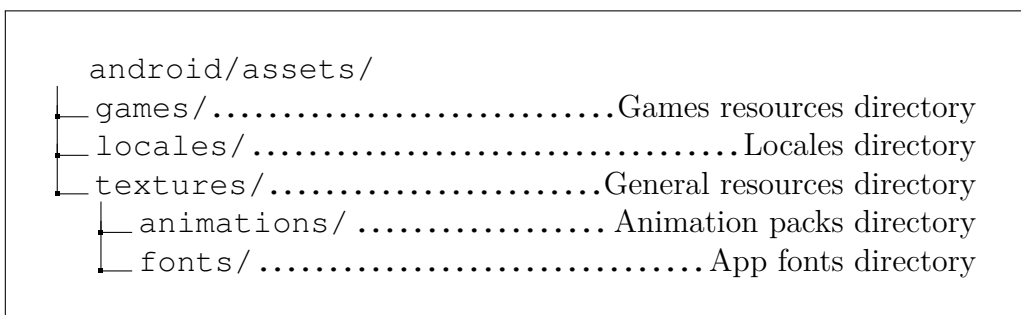 android/assets/
games/..............................Games resources directory
locales/...................................Locales directory
textures/........................General resources directory
animations/.................. Animation packs directory
fonts/................................App fonts directory